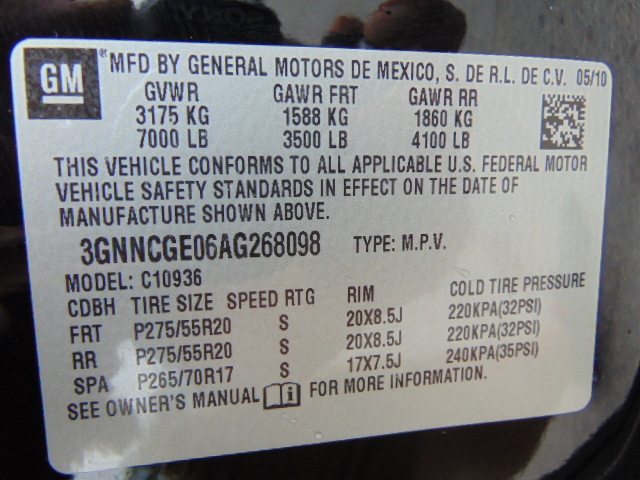 GM ® MFD BY GENERAL MOTORS DE MEXICO, S. DE R.L. DE C.V. 05/10
GVWR GAWR FRT GAWR RR
3175 KG 1588 KG 1860 KG
7000 LB 3500 LB 4100 LB
THIS VEHICLE CONFORMS TO ALL APPLICABLE U.S. FEDERAL MOTOR
VEHICLE SAFETY STANDARDS IN EFFECT ON THE DATE OF
MANUFACTURE SHOWN ABOVE.
3GNNCGE06AG268098 TYPE: M.P.V.
MODEL: C10936
CDBH TIRE SIZE SPEED RTG RIM COLD TIRE PRESSURE
FRT P275/55R20 S 20X8.5J 220KPA(32PSI)
RR P275/55R20 S 20X8.5J 220KPA(32PSI)
SPA P265/70R17 S 17X7.5J 240KPA(35PSI)
SEE OWNER'S MANUAL FOR MORE INFORMATION.